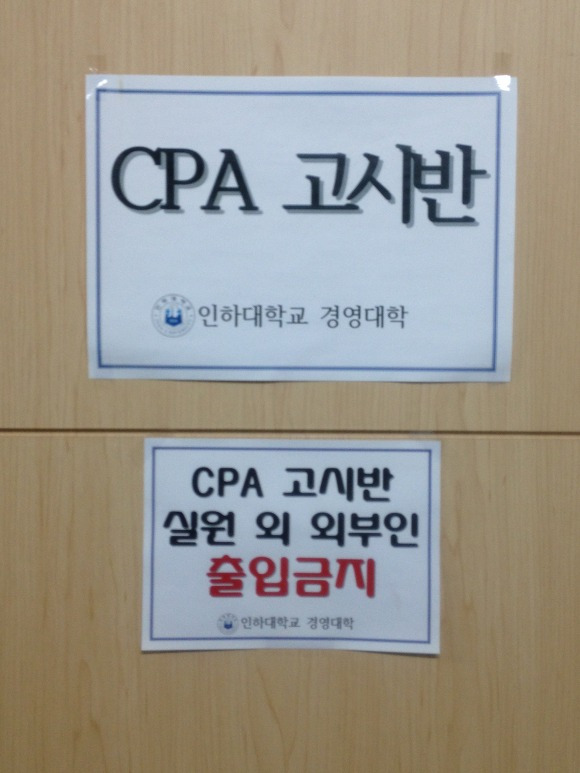 CPA 고시반
인하대학교 경영대학
CPA 고시반
실원 외 외부인
출입금지
인하대학교 경영대학